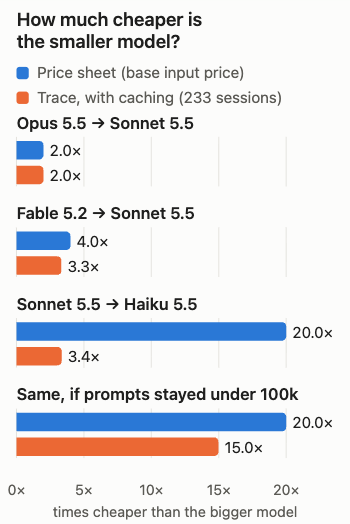 How much cheaper is
the smaller model?
Price sheet (base input price)
Trace, with caching (233 sessions)
Opus 5.5 → Sonnet 5.5
2.0×
2.0×
Fable 5.2 → Sonnet 5.5
4.0×
3.3×
Sonnet 5.5 → Haiku 5.5
20.0×
3.4×
Same, if prompts stayed under 100k
20.0×
15.0×
0× 5× 10× 15× 20×
times cheaper than the bigger model